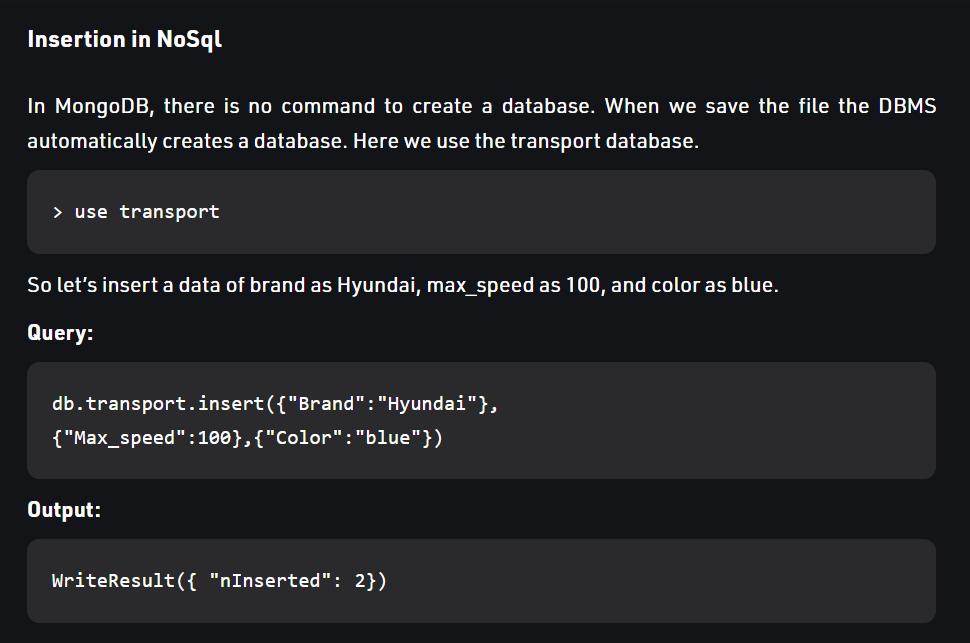 Insertion in NoSql
In MongoDB, there is no command to create a database. When we save the file the DBMS
automatically creates a database. Here we use the transport database.
> use transport
So let’s insert a data of brand as Hyundai, max_speed as 100, and color as blue.
Query:
db.transport.insert({"Brand":"Hyundai"},
{"Max_speed":100},{"Color":"blue"})
Output:
WriteResult({ "nInserted": 2})